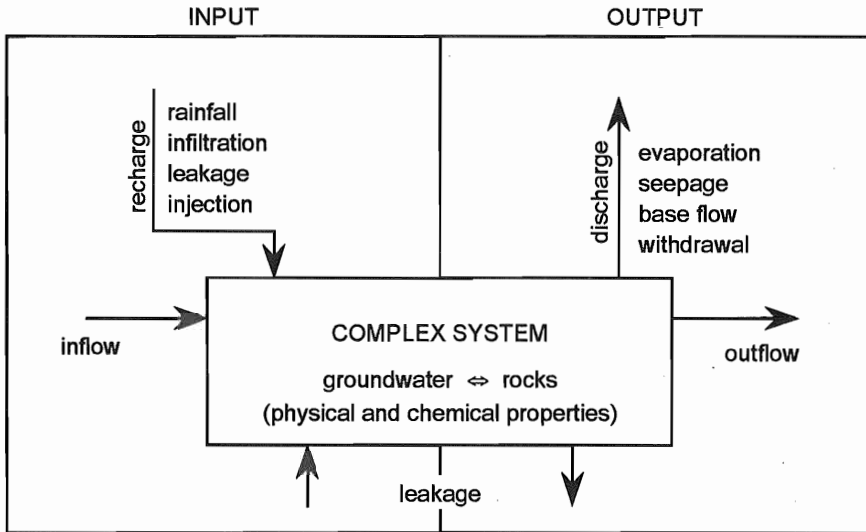 INPUT
OUTPUT
recharge
rainfall
infiltration
leakage
injection
discharge
evaporation
seepage
base flow
withdrawal
inflow
COMPLEX SYSTEM
groundwater ⇔ rocks
(physical and chemical properties)
outflow
leakage